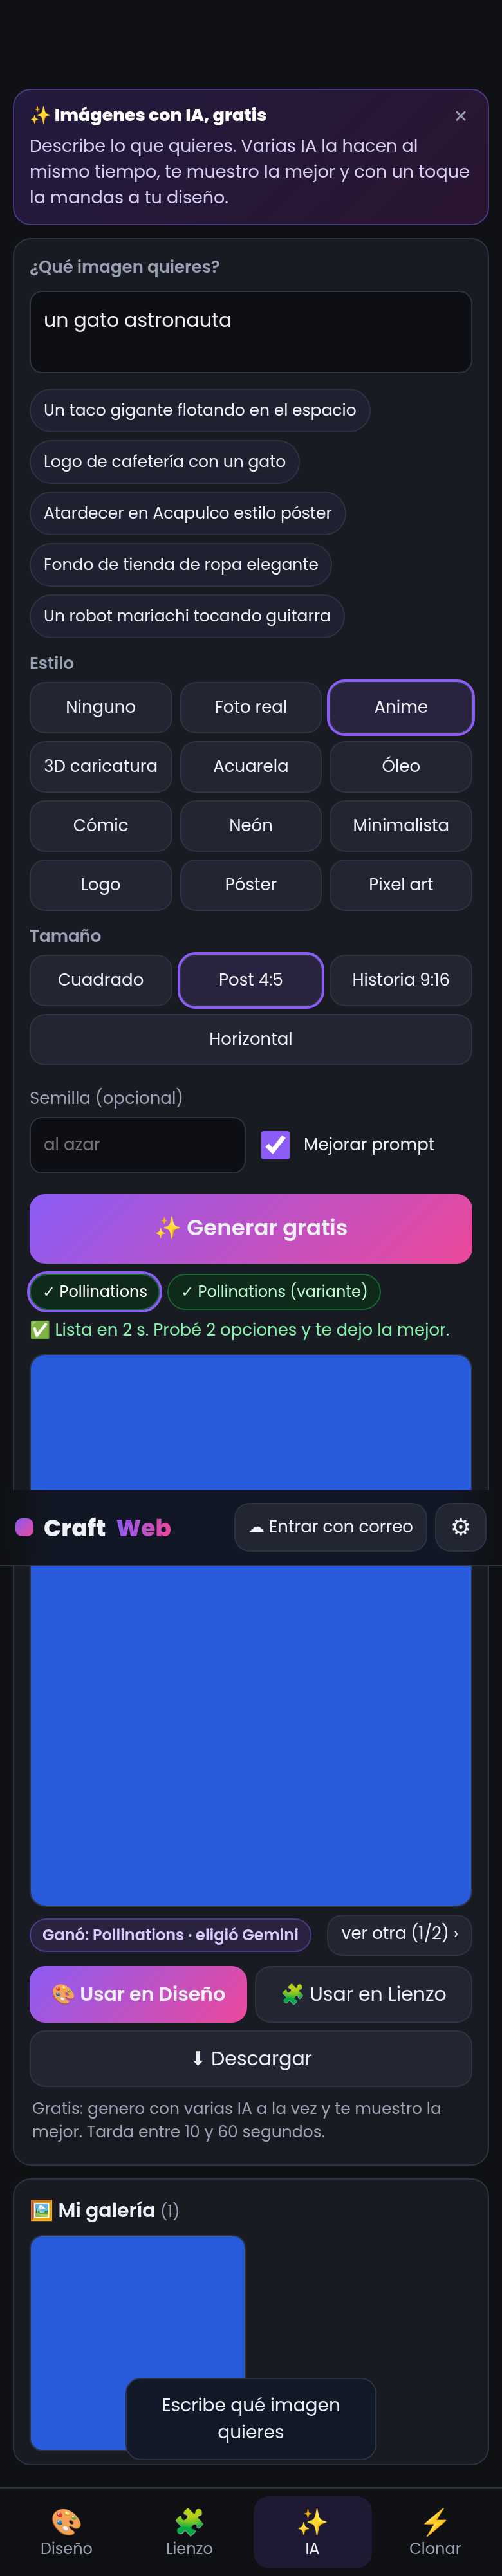 ✨ Imágenes con IA, gratis ✕
Describe lo que quieres. Varias IA la hacen al
mismo tiempo, te muestro la mejor y con un toque
la mandas a tu diseño.
¿Qué imagen quieres?
un gato astronauta
Un taco gigante flotando en el espacio
Logo de cafetería con un gato
Atardecer en Acapulco estilo póster
Fondo de tienda de ropa elegante
Un robot mariachi tocando guitarra
Estilo
Ninguno Foto real Anime
3D caricatura Acuarela Óleo
Cómic Neón Minimalista
Logo Póster Pixel art
Tamaño
Cuadrado Post 4:5 Historia 9:16
Horizontal
Semilla (opcional)
al azar Mejorar prompt
✨ Generar gratis
✓ Pollinations ✓ Pollinations (variante)
✅ Lista en 2 s. Probé 2 opciones y te dejo la mejor.
Craft Web ☁ Entrar con correo ⚙
Ganó: Pollinations · eligió Gemini ver otra (1/2) ›
🎨 Usar en Diseño 🧩 Usar en Lienzo
⬇ Descargar
Gratis: genero con varias IA a la vez y te muestro la
mejor. Tarda entre 10 y 60 segundos.
🖼️ Mi galería (1)
Escribe qué imagen
quieres
Diseño Lienzo IA Clonar